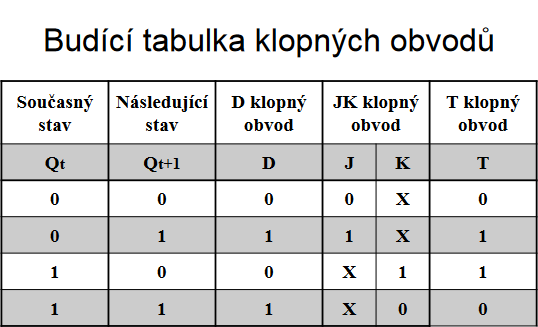 Budící tabulka klopných obvodů
Současný stav Následující stav D klopný obvod JK klopný obvod T klopný obvod
Qt Qt+1 D J K T
0 0 0 0 X 0
0 1 1 1 X 1
1 0 0 X 1 1
1 1 1 X 0 0